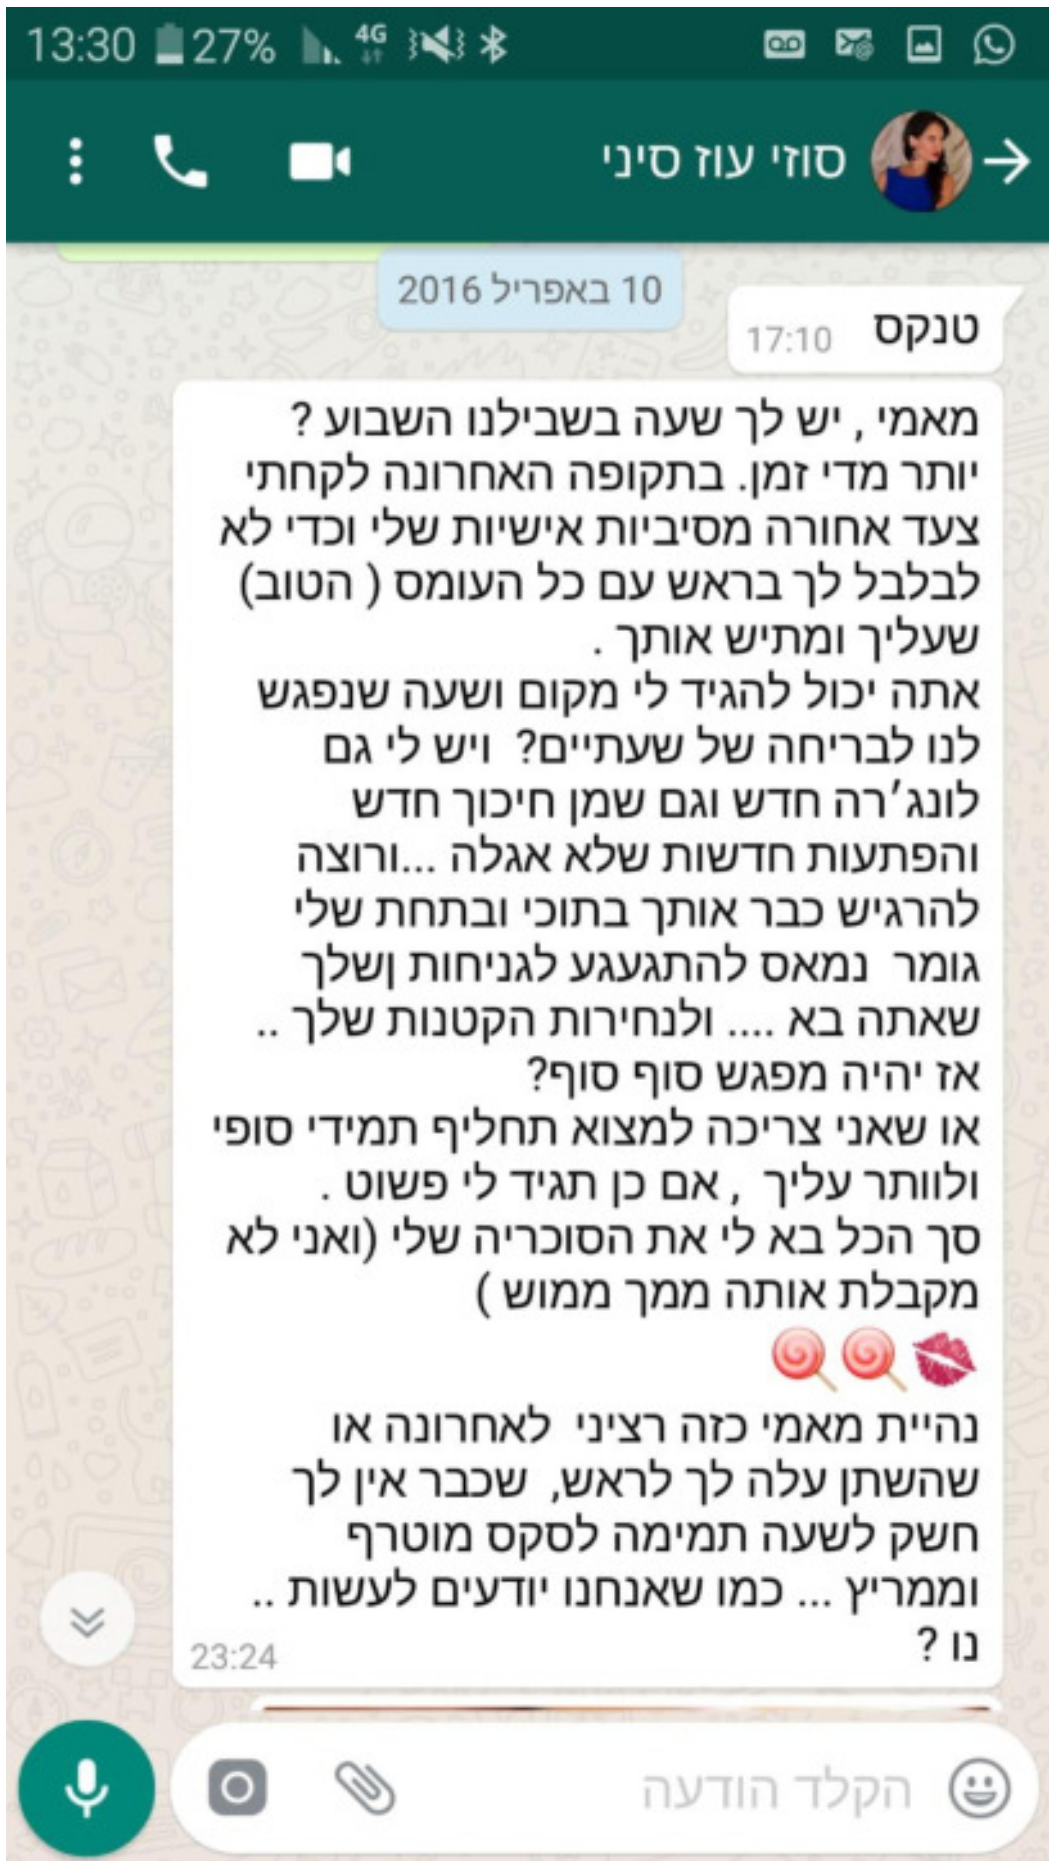 13:30 27% 4G
סוזי עוז סיני
10 באפריל 2016
טנקס 17:10
מאמי , יש לך שעה בשבילנו השבוע ?
יותר מדי זמן. בתקופה האחרונה לקחתי
צעד אחורה מסיביות אישיות שלי וכדי לא
לבלבל לך בראש עם כל העומס ( הטוב)
שעליך ומתיש אותך .
אתה יכול להגיד לי מקום ושעה שנפגש
לנו לבריחה של שעתיים? ויש לי גם
לונג׳רה חדש וגם שמן חיכוך חדש
והפתעות חדשות שלא אגלה ...ורוצה
להרגיש כבר אותך בתוכי ובתחת שלי
גומר נמאס להתגעגע לגניחות ןשלך
שאתה בא .... ולנחירות הקטנות שלך ..
אז יהיה מפגש סוף סוף?
או שאני צריכה למצוא תחליף תמידי סופי
ולוותר עליך , אם כן תגיד לי פשוט .
סך הכל בא לי את הסוכריה שלי (ואני לא
מקבלת אותה ממך ממוש )
💋🍭🍭
נהיית מאמי כזה רציני לאחרונה או
שהשתן עלה לך לראש, שכבר אין לך
חשק לשעה תמימה לסקס מוטרף
וממריץ ... כמו שאנחנו יודעים לעשות ..
נו ?
23:24
הקלד הודעה